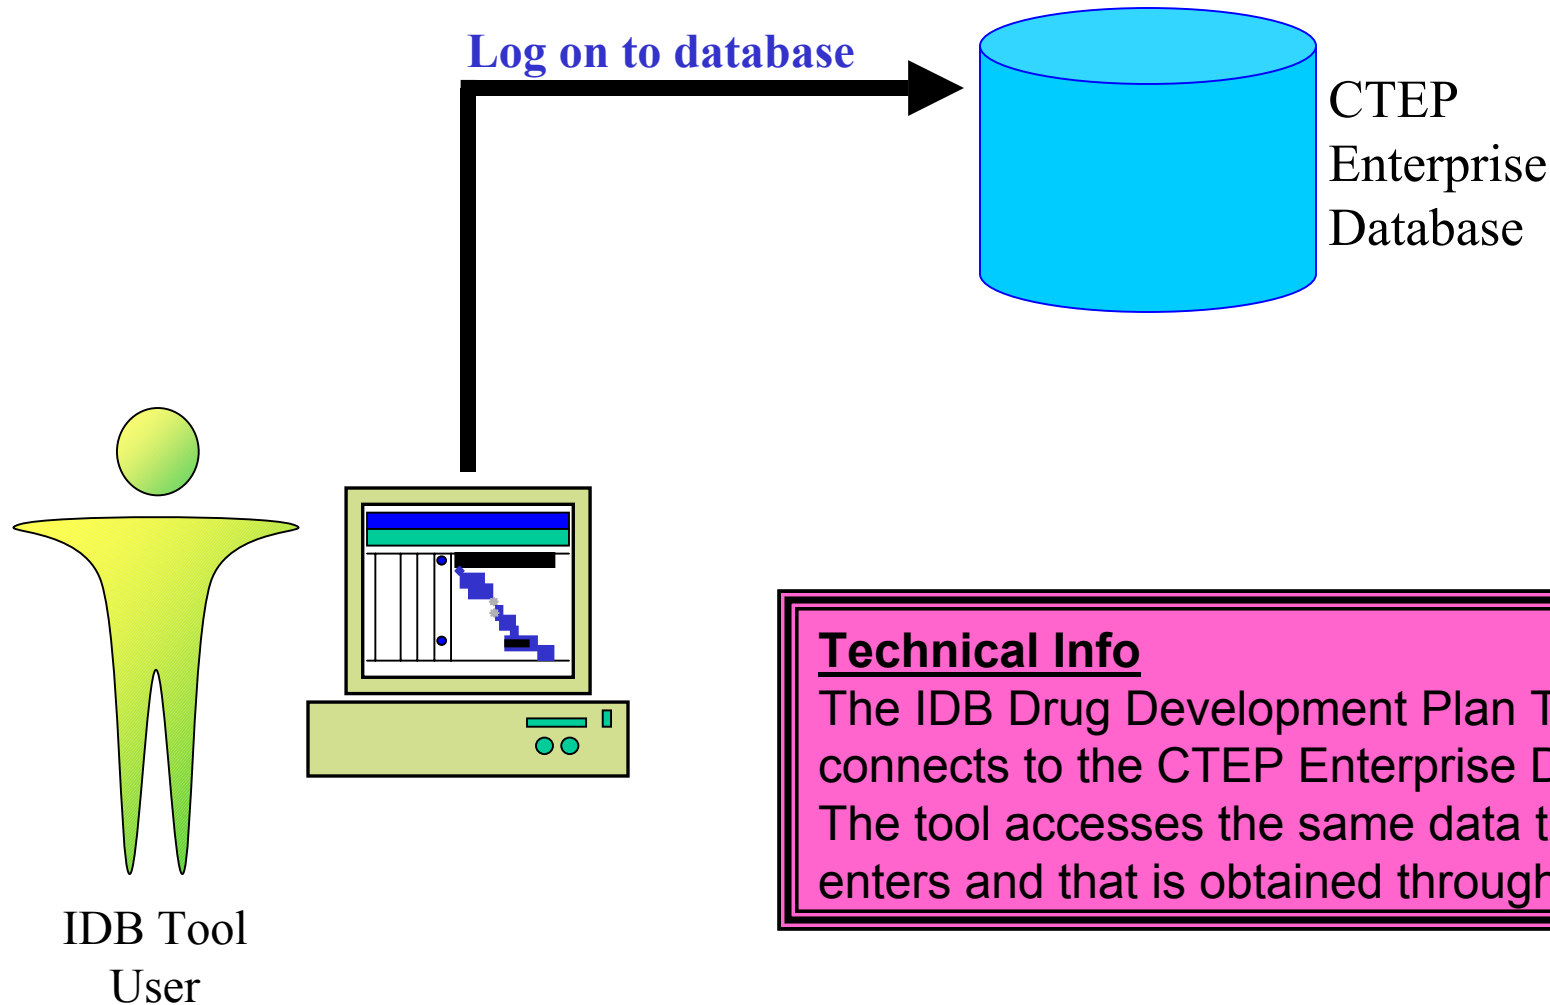 Log on to database
CTEP
Enterprise
Database
Technical Info
The IDB Drug Development Plan
connects to the CTEP Enterprise
The tool accesses the same data
enters and that is obtained through
IDB Tool
User